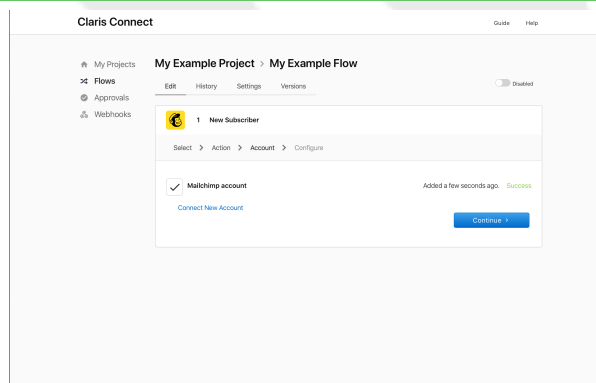 Claris Connect
Guide Help
My Projects
Flows
Approvals
Webhooks
My Example Project > My Example Flow
Edit History Settings Versions
Disabled
1 New Subscriber
Select > Action > Account > Configure
Mailchimp account
Added a few seconds ago. Success
Connect New Account
Continue >